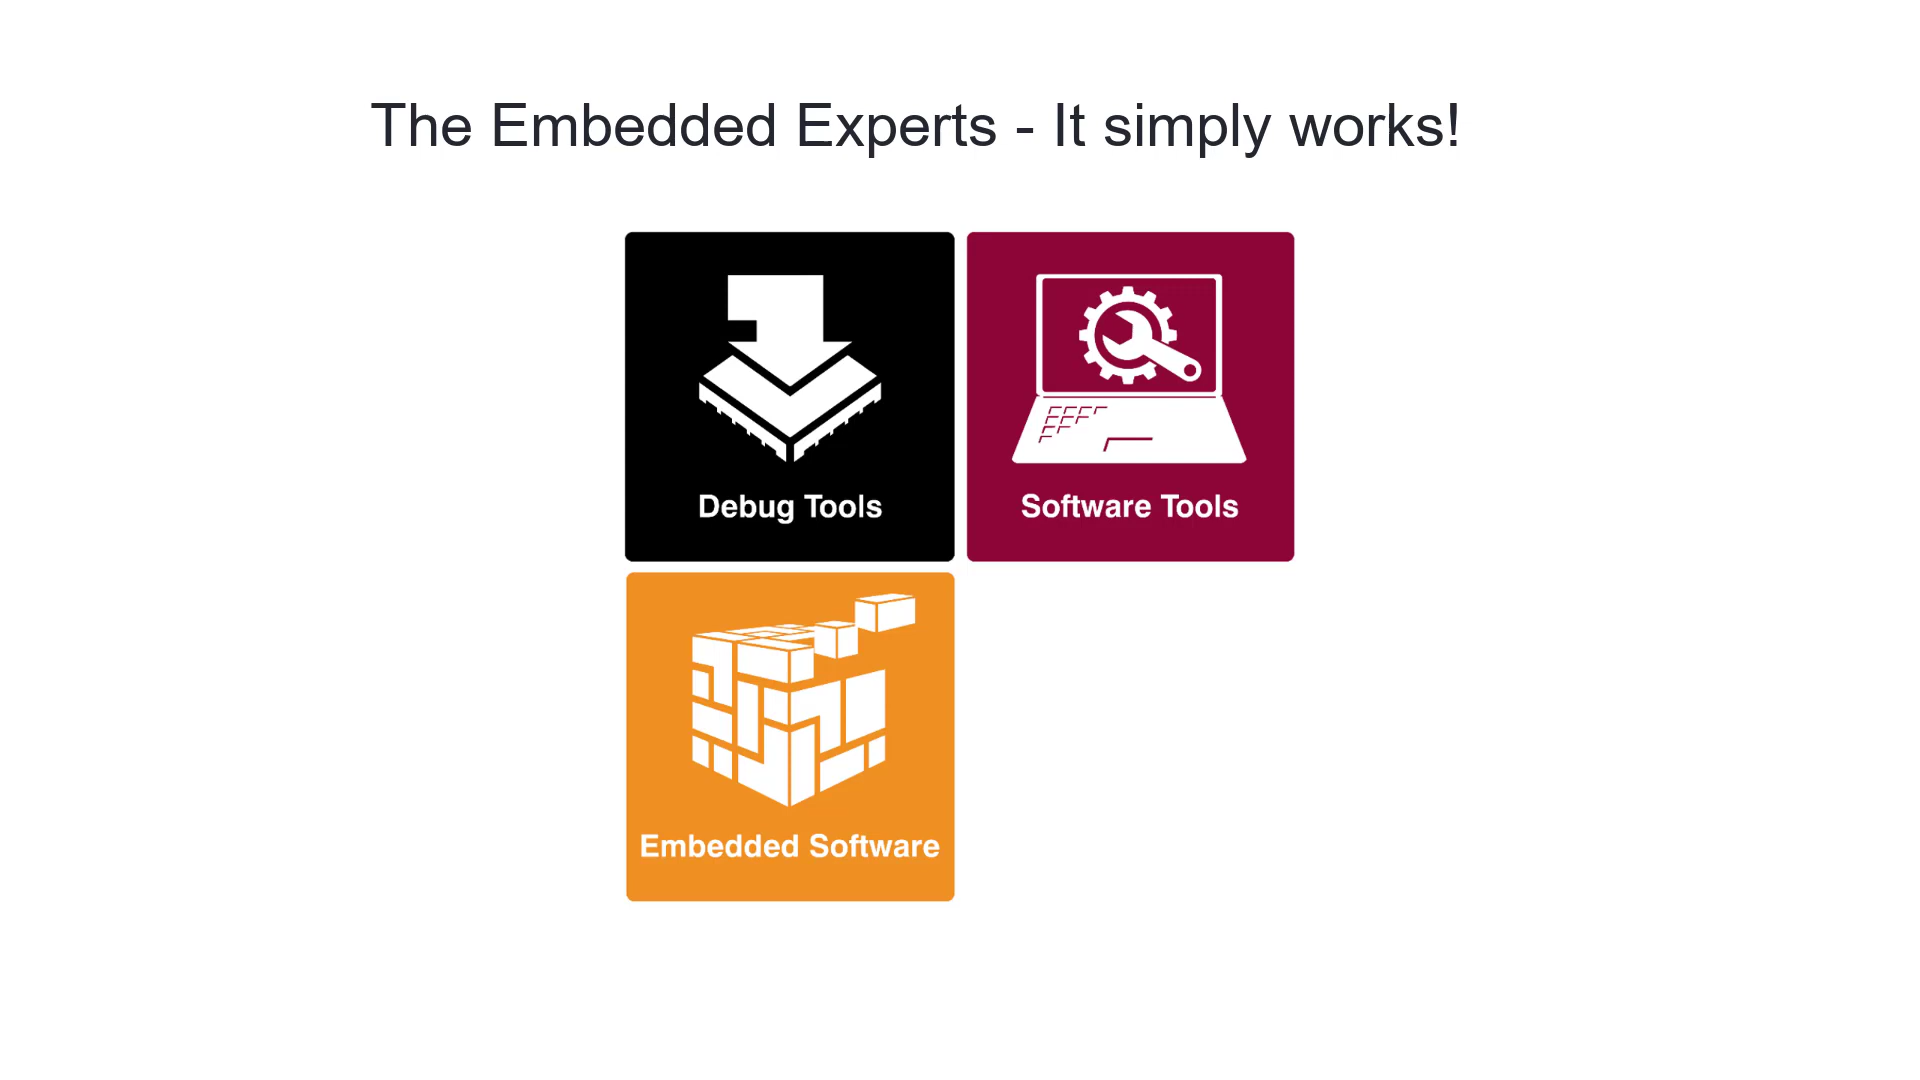 The Embedded Experts - It simply works!
Debug Tools
Software Tools
Embedded Software